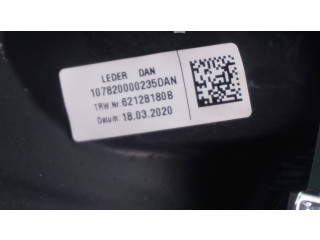 LEDER DAN
107820000235DAN
TRW.Nr:62128180B
Datum: 18.03.2020